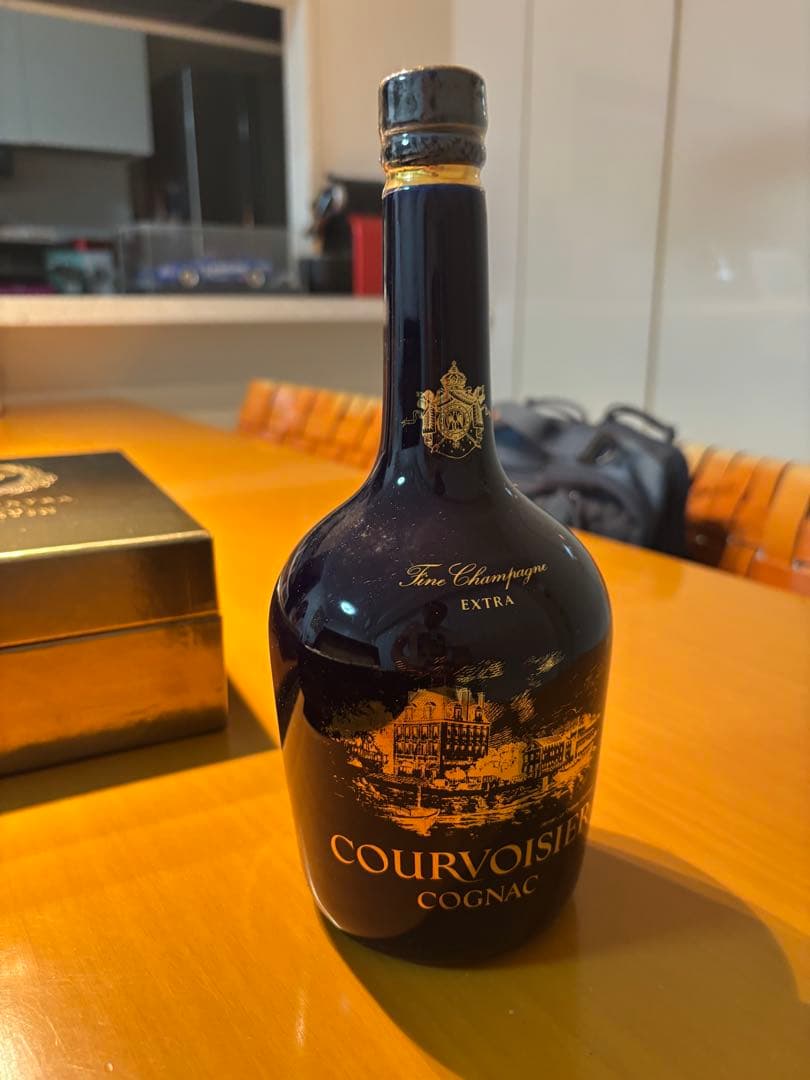 Fine Champagne
EXTRA
COURVOISIER
COGNAC